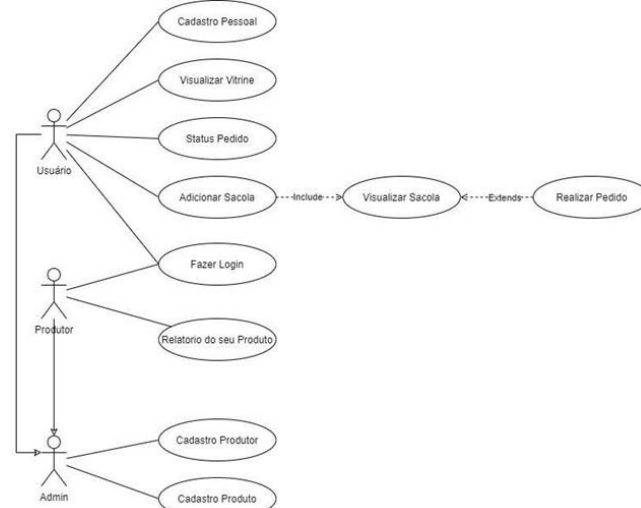 Cadastro Pessoal
Visualizar Vitrine
Status Pedido
Usuário
Adicionar Sacola
Include
Visualizar Sacola
Extends
Realizar Pedido
Fazer Login
Produtor
Relatorio do seu Produto
Cadastro Produtor
Admin
Cadastro Produto